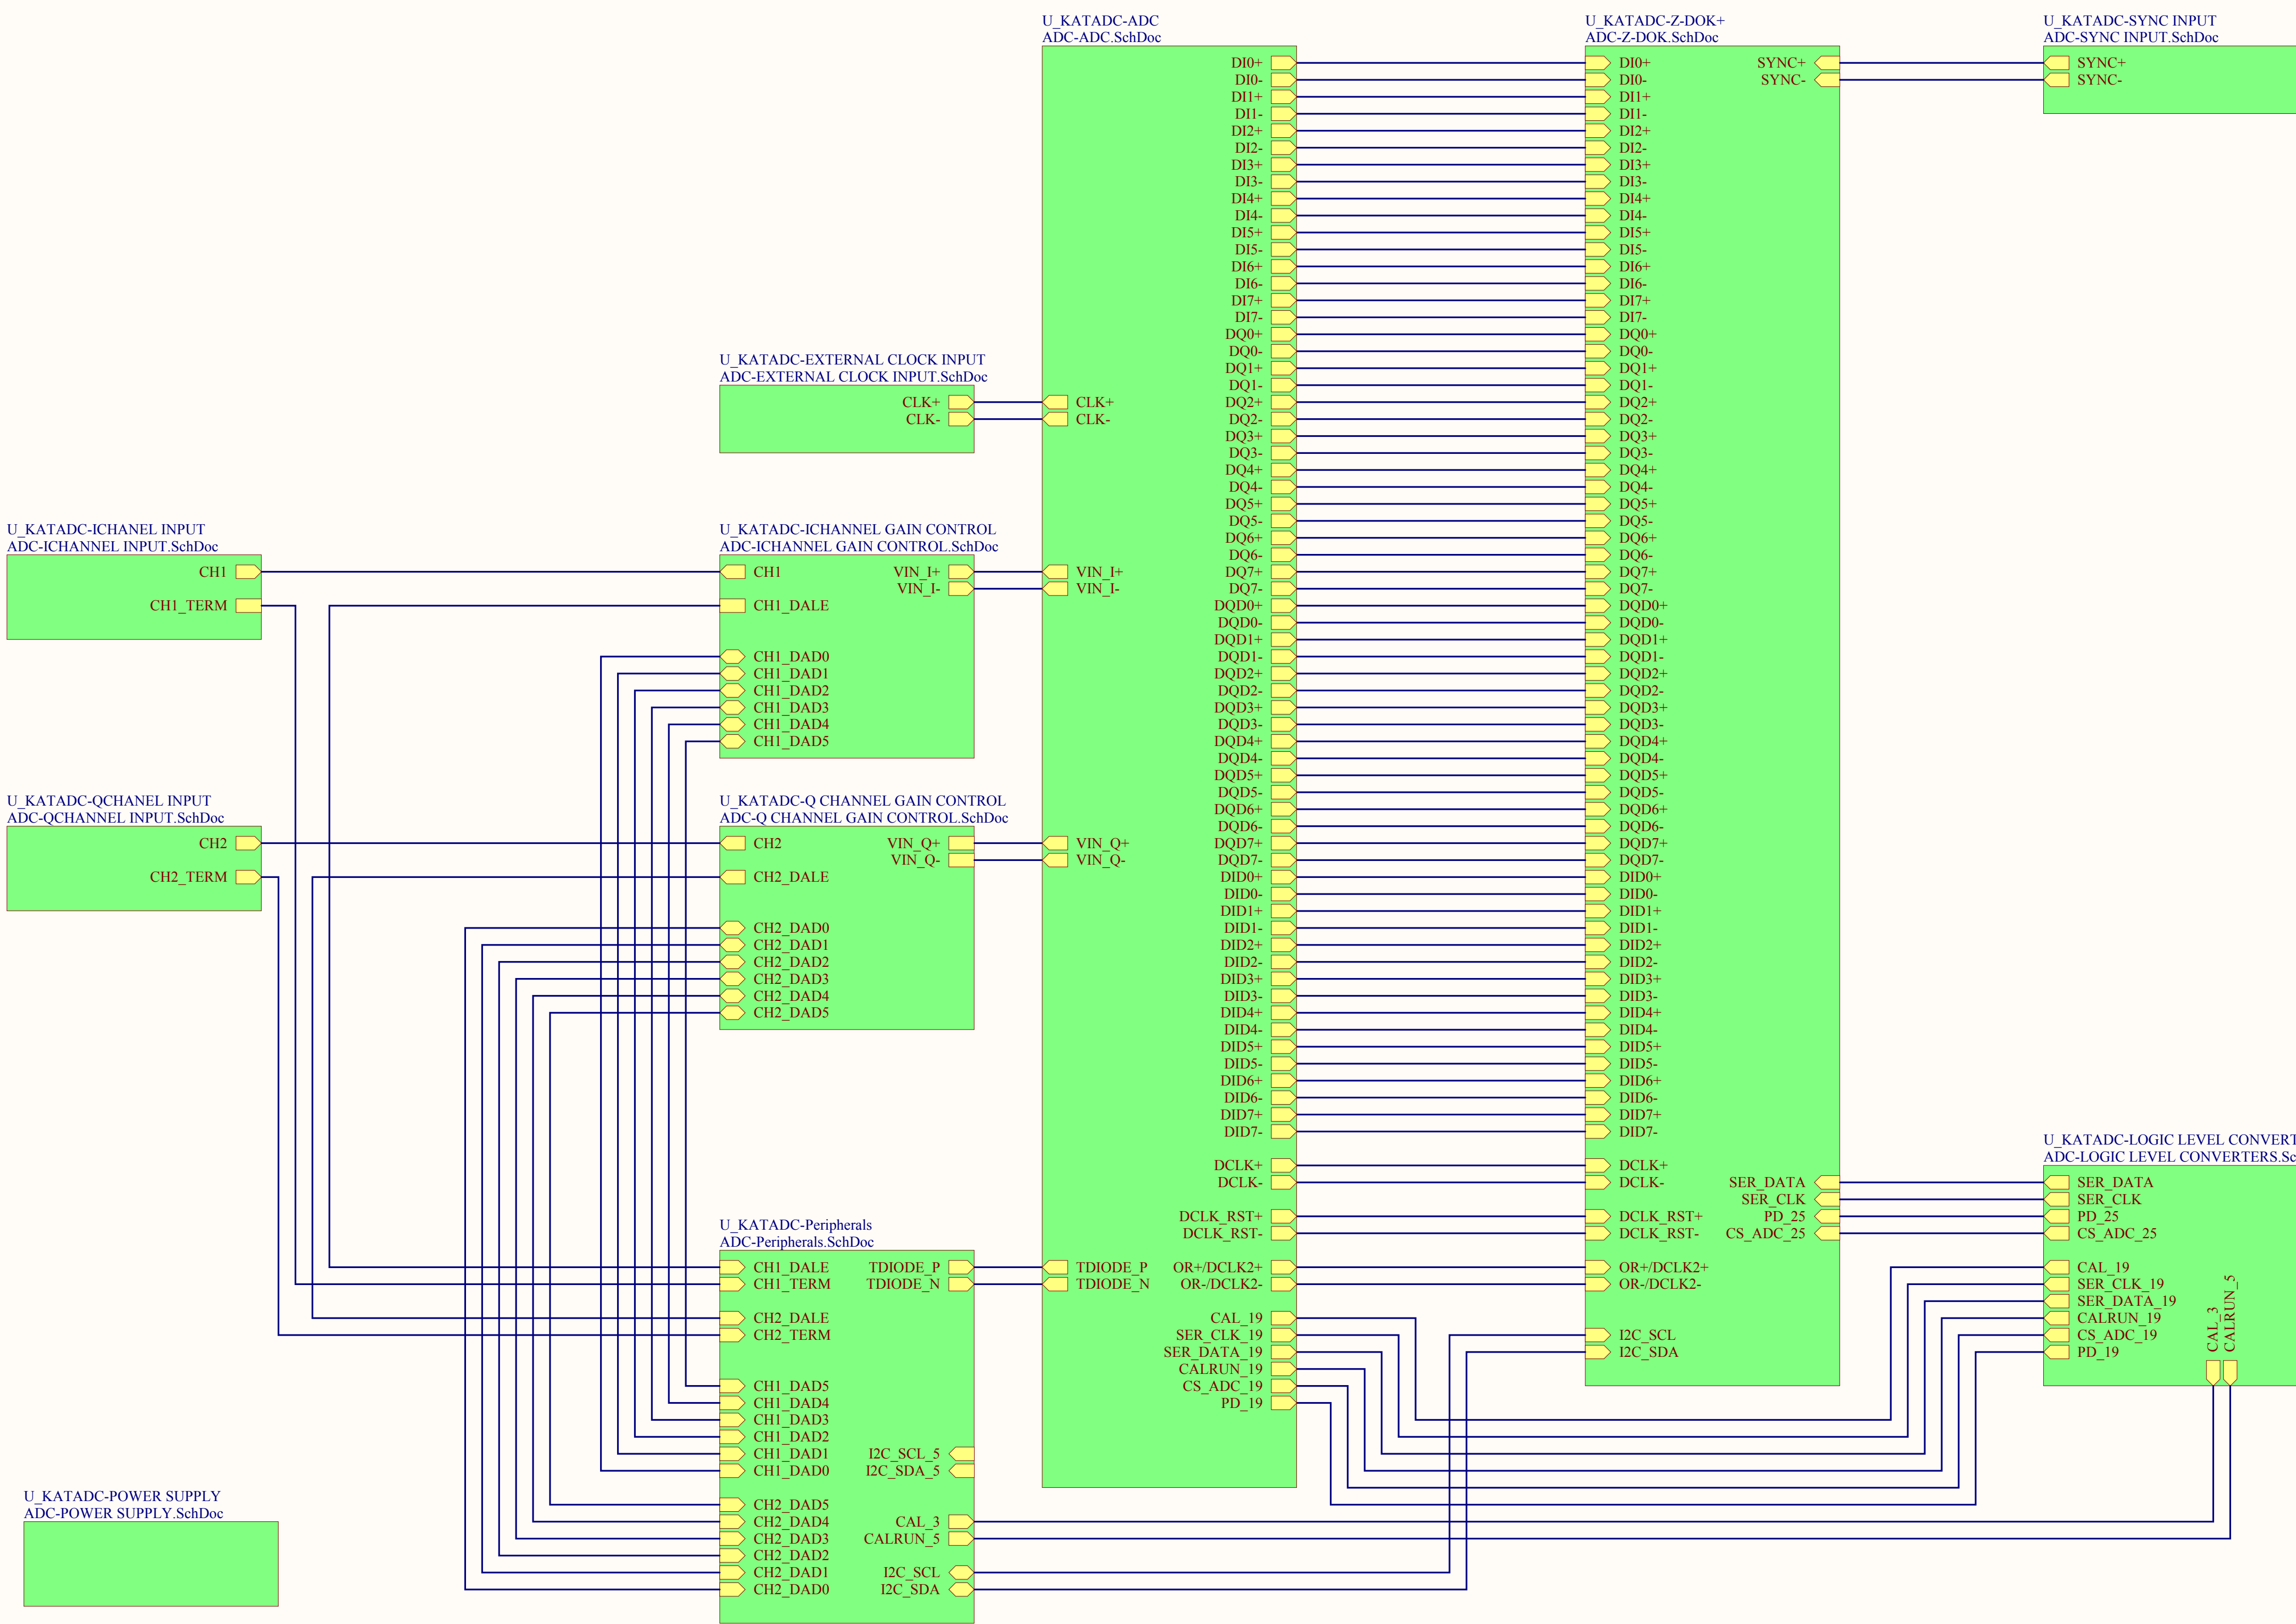 U_KATADC-ADC
ADC-ADC.SchDoc
DI0+
DI0-
DI1+
DI1-
DI2+
DI2-
DI3+
DI3-
DI4+
DI4-
DI5+
DI5-
DI6+
DI6-
DI7+
DI7-
DQ0+
DQ0-
DQ1+
DQ1-
DQ2+
DQ2-
DQ3+
DQ3-
DQ4+
DQ4-
DQ5+
DQ5-
DQ6+
DQ6-
DQ7+
DQ7-
DQD0+
DQD0-
DQD1+
DQD1-
DQD2+
DQD2-
DQD3+
DQD3-
DQD4+
DQD4-
DQD5+
DQD5-
DQD6+
DQD6-
DQD7+
DQD7-
DID0+
DID0-
DID1+
DID1-
DID2+
DID2-
DID3+
DID3-
DID4+
DID4-
DID5+
DID5-
DID6+
DID6-
DID7+
DID7-
DCLK+
DCLK-
DCLK_RST+
DCLK_RST-
OR+/DCLK2+
OR-/DCLK2-
CAL_19
SER_CLK_19
SER_DATA_19
CALRUN_19
CS_ADC_19
PD_19
CLK+
CLK-
VIN_I+
VIN_I-
VIN_Q+
VIN_Q-
TDIODE_P
TDIODE_N
U_KATADC-Z-DOK+
ADC-Z-DOK.SchDoc
DI0+
DI0-
DI1+
DI1-
DI2+
DI2-
DI3+
DI3-
DI4+
DI4-
DI5+
DI5-
DI6+
DI6-
DI7+
DI7-
DQ0+
DQ0-
DQ1+
DQ1-
DQ2+
DQ2-
DQ3+
DQ3-
DQ4+
DQ4-
DQ5+
DQ5-
DQ6+
DQ6-
DQ7+
DQ7-
DQD0+
DQD0-
DQD1+
DQD1-
DQD2+
DQD2-
DQD3+
DQD3-
DQD4+
DQD4-
DQD5+
DQD5-
DQD6+
DQD6-
DQD7+
DQD7-
DID0+
DID0-
DID1+
DID1-
DID2+
DID2-
DID3+
DID3-
DID4+
DID4-
DID5+
DID5-
DID6+
DID6-
DID7+
DID7-
DCLK+
DCLK-
DCLK_RST+
DCLK_RST-
OR+/DCLK2+
OR-/DCLK2-
I2C_SCL
I2C_SDA
SYNC+
SYNC-
SER_DATA
SER_CLK
PD_25
CS_ADC_25
U_KATADC-SYNC INPUT
ADC-SYNC INPUT.SchDoc
SYNC+
SYNC-
U_KATADC-EXTERNAL CLOCK INPUT
ADC-EXTERNAL CLOCK INPUT.SchDoc
CLK+
CLK-
U_KATADC-ICHANEL INPUT
ADC-ICHANNEL INPUT.SchDoc
CH1
CH1_TERM
U_KATADC-ICHANNEL GAIN CONTROL
ADC-ICHANNEL GAIN CONTROL.SchDoc
CH1
CH1_DALE
CH1_DAD0
CH1_DAD1
CH1_DAD2
CH1_DAD3
CH1_DAD4
CH1_DAD5
VIN_I+
VIN_I-
U_KATADC-QCHANEL INPUT
ADC-QCHANNEL INPUT.SchDoc
CH2
CH2_TERM
U_KATADC-Q CHANNEL GAIN CONTROL
ADC-Q CHANNEL GAIN CONTROL.SchDoc
CH2
CH2_DALE
CH2_DAD0
CH2_DAD1
CH2_DAD2
CH2_DAD3
CH2_DAD4
CH2_DAD5
VIN_Q+
VIN_Q-
U_KATADC-LOGIC LEVEL CONVERT
ADC-LOGIC LEVEL CONVERTERS.Sc
SER_DATA
SER_CLK
PD_25
CS_ADC_25
CAL_19
SER_CLK_19
SER_DATA_19
CALRUN_19
CS_ADC_19
PD_19
CAL_3
CALRUN_5
U_KATADC-Peripherals
ADC-Peripherals.SchDoc
CH1_DALE
CH1_TERM
CH2_DALE
CH2_TERM
CH1_DAD5
CH1_DAD4
CH1_DAD3
CH1_DAD2
CH1_DAD1
CH1_DAD0
CH2_DAD5
CH2_DAD4
CH2_DAD3
CH2_DAD2
CH2_DAD1
CH2_DAD0
TDIODE_P
TDIODE_N
I2C_SCL_5
I2C_SDA_5
CAL_3
CALRUN_5
I2C_SCL
I2C_SDA
U_KATADC-POWER SUPPLY
ADC-POWER SUPPLY.SchDoc